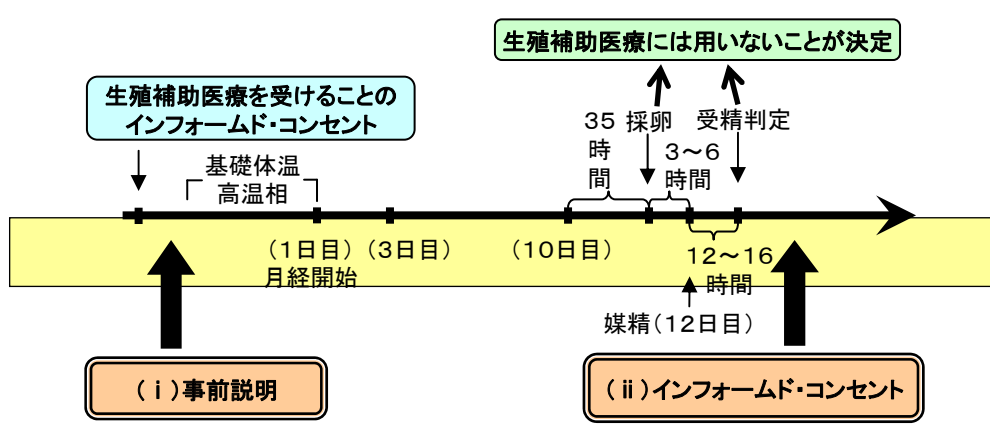 生殖補助医療には用いないことが決定
生殖補助医療を受けることの
インフォームド・コンセント
35
時
間
採卵
受精判定
3~6
時間
基礎体温
高温相
(1日目)
月経開始
(3日目)
(10日目)
12~16
時間
媒精(12日目)
(ⅰ)事前説明
(ⅱ)インフォームド・コンセント